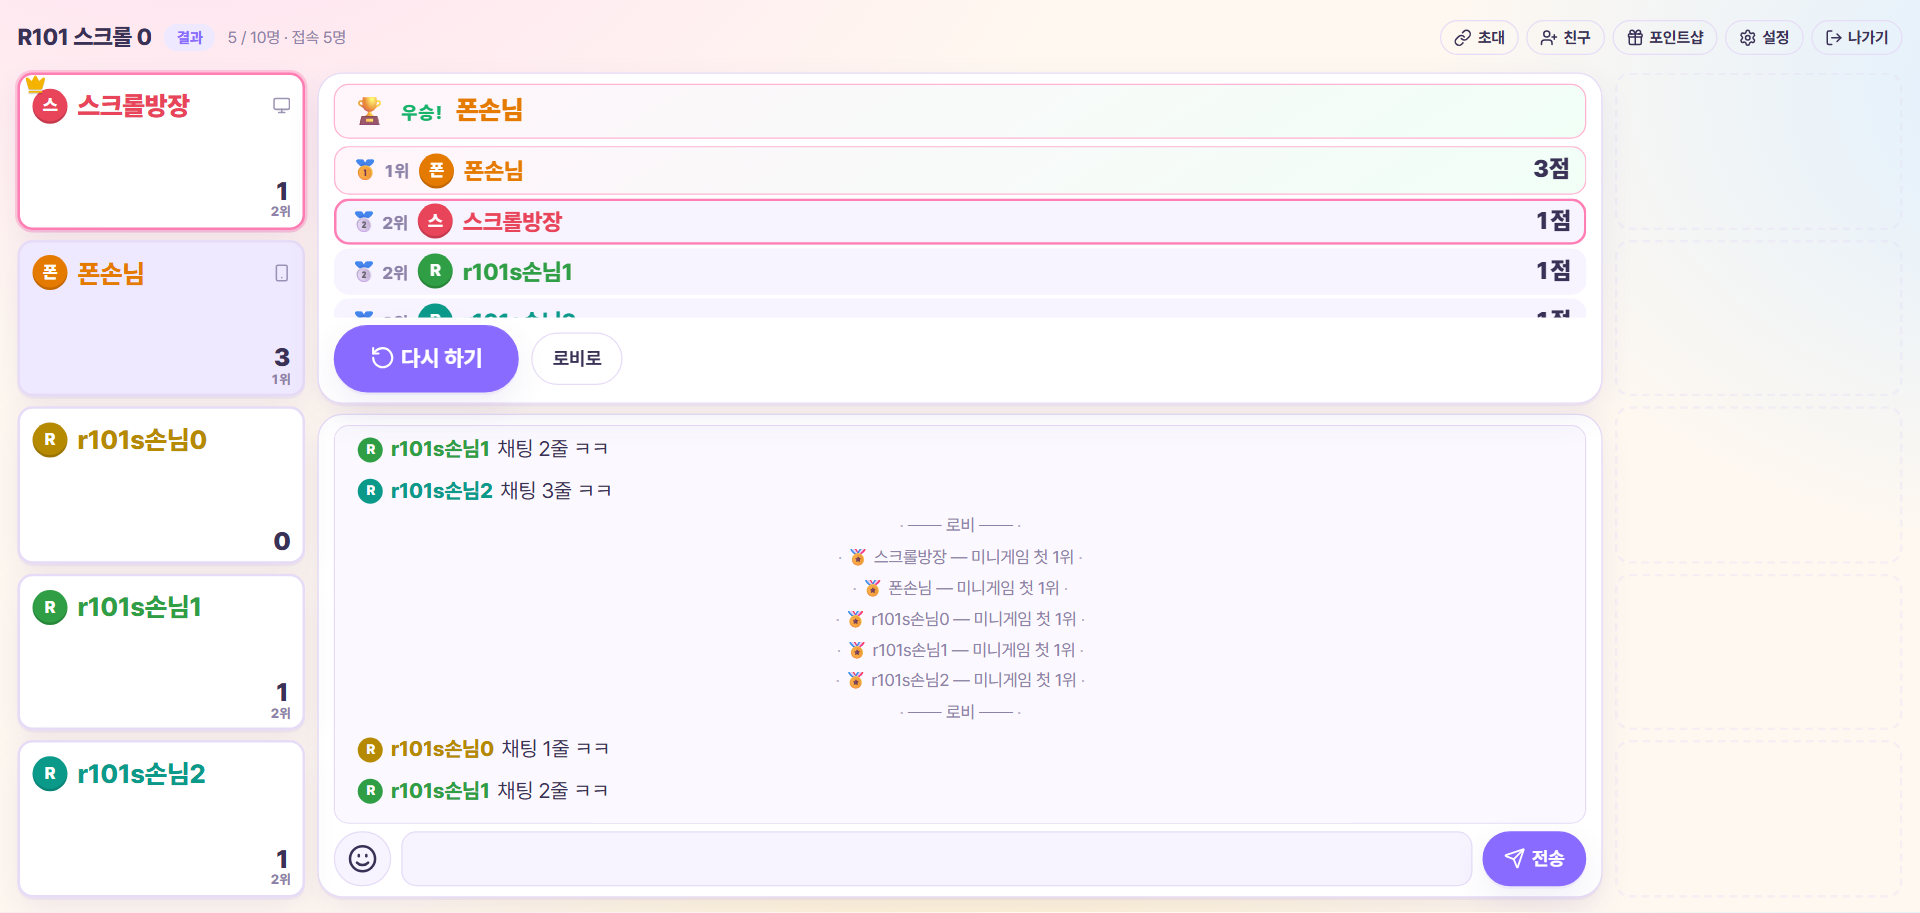 R101 스크롤 0 결과 5 / 10명 · 접속 5명
초대 친구 포인트샵 설정 나가기
스 스크롤방장
1
2위
폰 폰손님
3
1위
R r101s손님0
0
R r101s손님1
1
2위
R r101s손님2
1
2위
우승! 폰손님
1 1위 폰 폰손님 3점
2 2위 스 스크롤방장 1점
2 2위 R r101s손님1 1점
다시 하기 로비로
R r101s손님1 채팅 2줄 ㅋㅋ
R r101s손님2 채팅 3줄 ㅋㅋ
· —— 로비 —— ·
· 스크롤방장 — 미니게임 첫 1위 ·
· 폰손님 — 미니게임 첫 1위 ·
· r101s손님0 — 미니게임 첫 1위 ·
· r101s손님1 — 미니게임 첫 1위 ·
· r101s손님2 — 미니게임 첫 1위 ·
· —— 로비 —— ·
R r101s손님0 채팅 1줄 ㅋㅋ
R r101s손님1 채팅 2줄 ㅋㅋ
전송